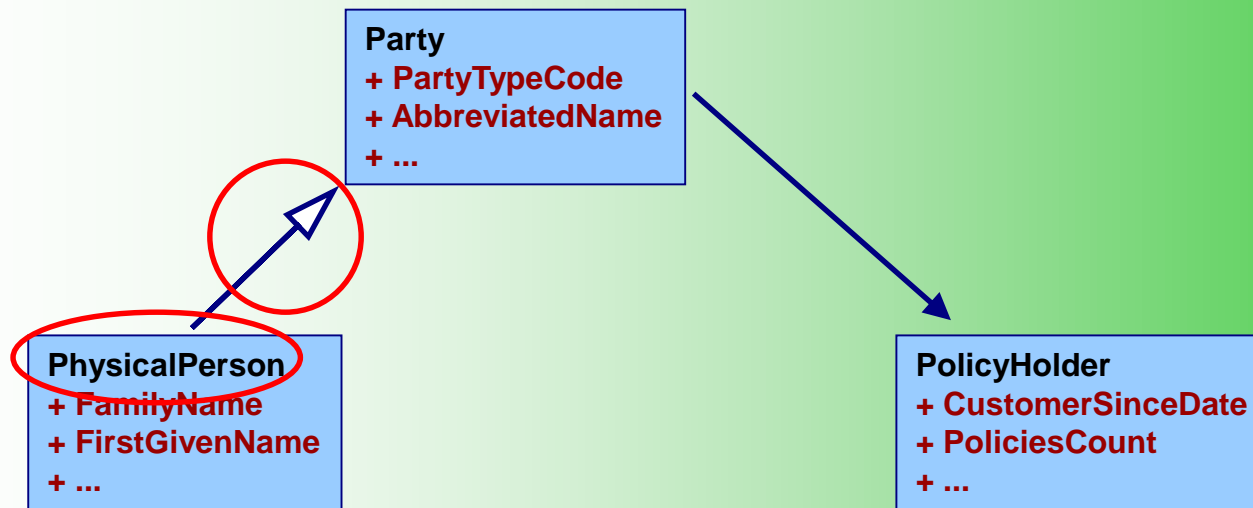 Party
+ PartyTypeCode
+ AbbreviatedName
+ ...
PhysicalPerson
+ FamilyName
+ FirstGivenName
+ ...
PolicyHolder
+ CustomerSinceDate
+ PoliciesCount
+ ...